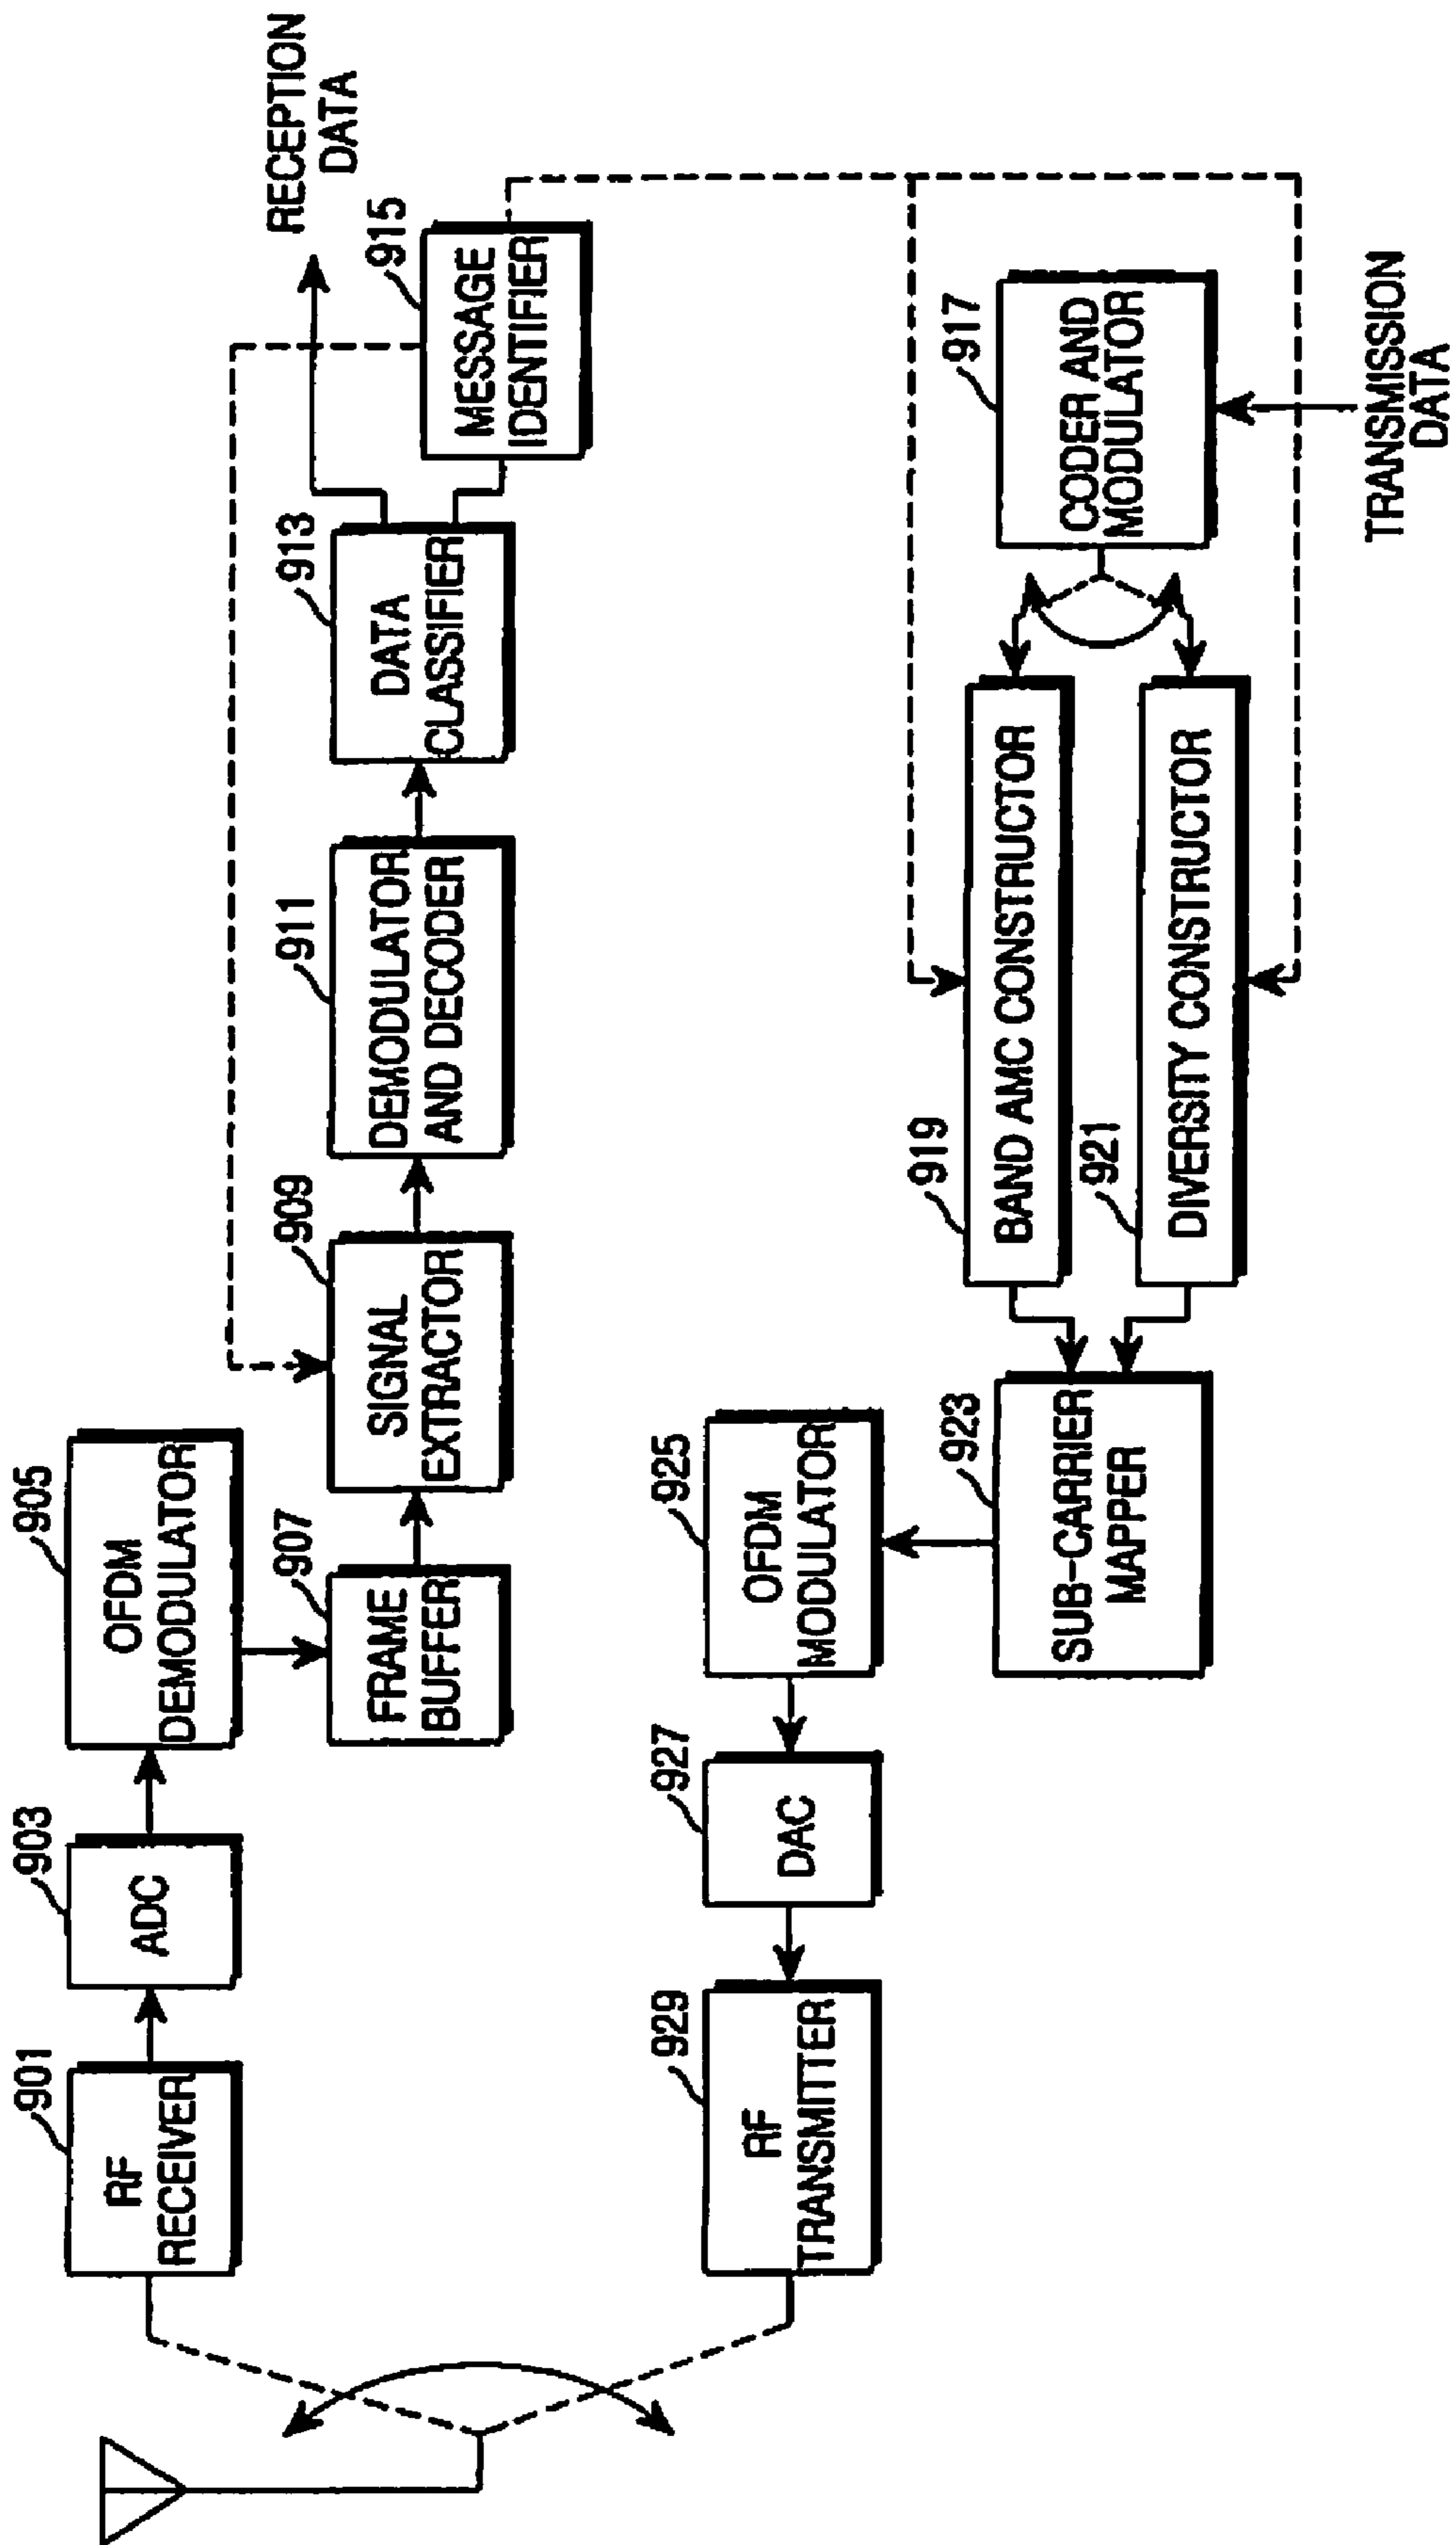 901
RF
RECEIVER
903
ADC
905
OFDM
DEMODULATOR
907
FRAME
BUFFER
909
SIGNAL
EXTRACTOR
911
DEMODULATOR
AND DECODER
913
DATA
CLASSIFIER
RECEPTION
DATA
915
MESSAGE
IDENTIFIER
929
RF
TRANSMITTER
927
DAC
925
OFDM
MODULATOR
923
SUB-CARRIER
MAPPER
919
BAND AMC CONSTRUCTOR
921
DIVERSITY CONSTRUCTOR
917
CODER AND
MODULATOR
TRANSMISSION
DATA